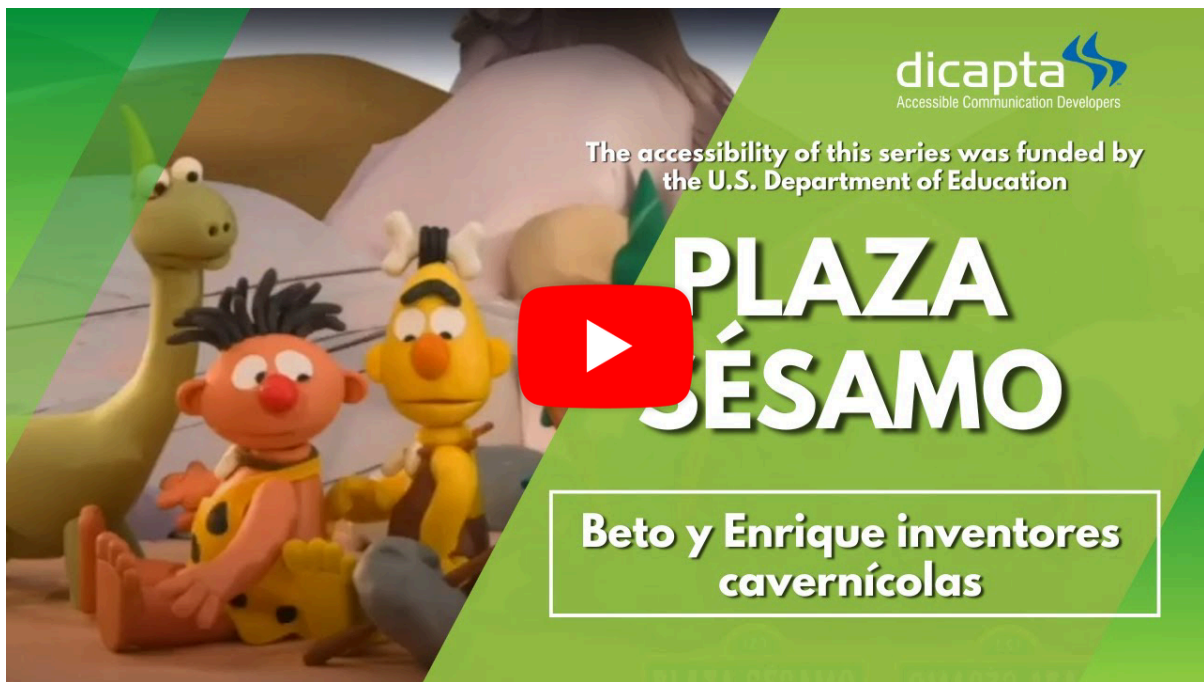 dicapta
Accessible Communication Developers
The accessibility of this series was funded by
the U.S. Department of Education
PLAZA
SÉSAMO
Beto y Enrique inventores
cavernícolas